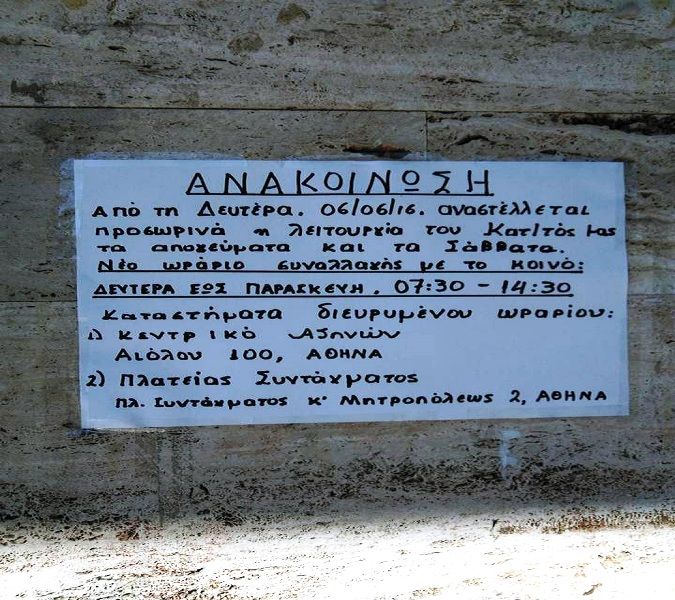 ΑΝΑΚΟΙΝΩΣΗ
Από τη Δευτέρα. 06/06/16. αναστέλλεται
προσωρινά η λειτουργία του Κατ/τός μας
τα απογεύματα και τα Σάββατα.
Νέο ωράριο συναλλαγής με το κοινό:
ΔΕΥΤΕΡΑ ΕΩΣ ΠΑΡΑΣΚΕΥΗ. 07:30 - 14:30
Καταστήματα διευρυμένου ωραρίου:
1) Κεντρικό Αθηνών
Αιόλου 100, ΑΘΗΝΑ
2) Πλατείας Συντάγματος
Πλ. Συντάγματος κ' Μητροπόλεως 2, ΑΘΗΝΑ